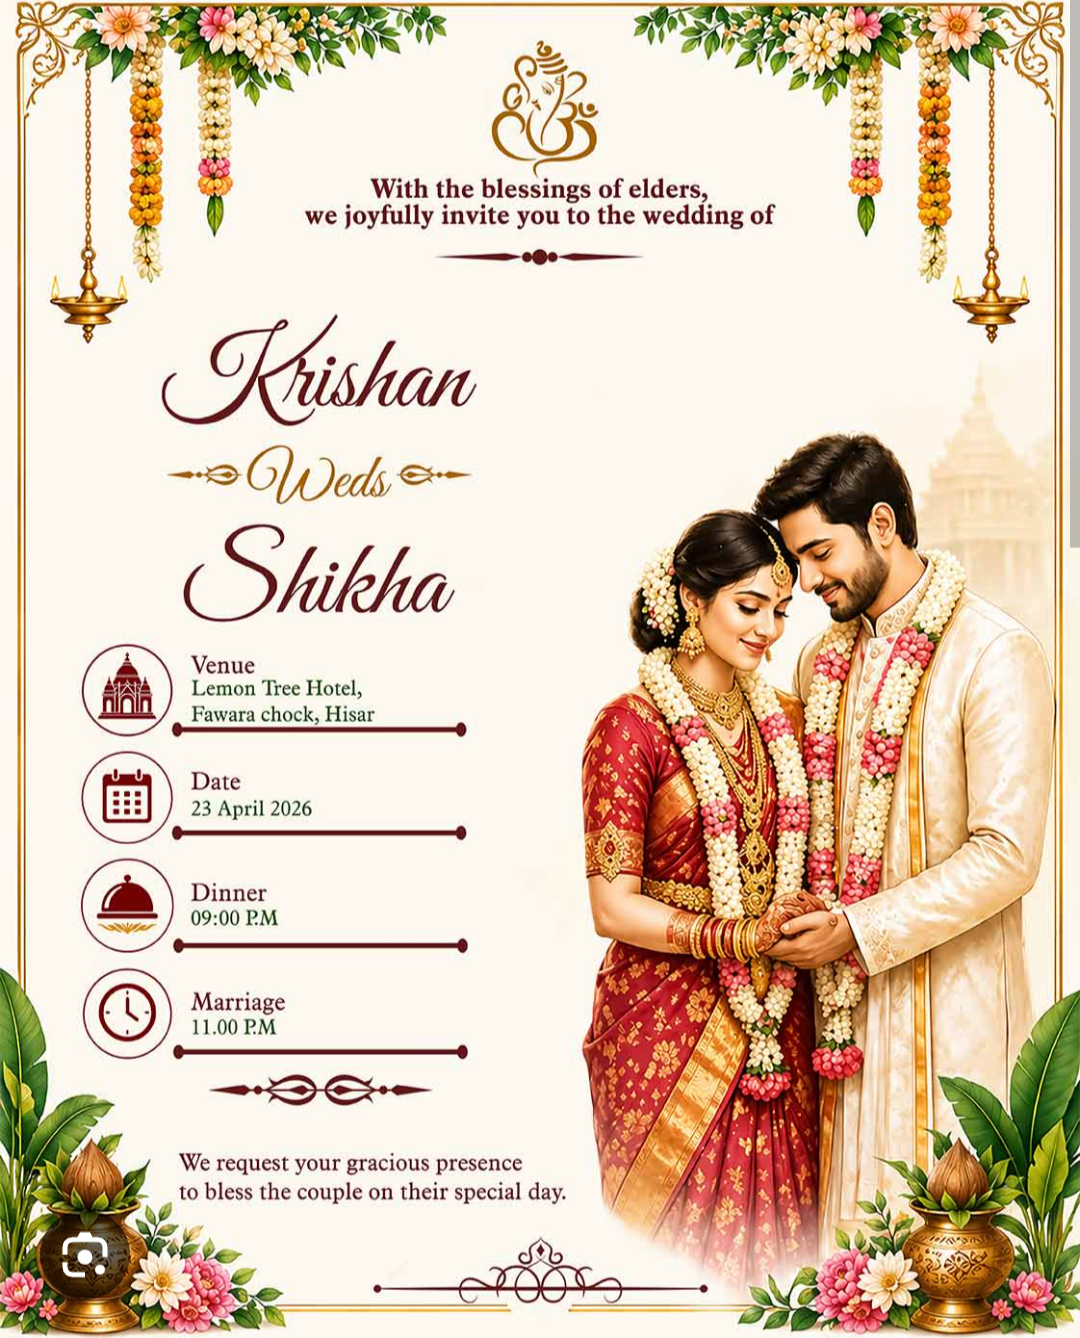 With the blessings of elders,
we joyfully invite you to the wedding of
Krishan
Weds
Shikha
Venue
Lemon Tree Hotel,
Fawara chock, Hisar
Date
23 April 2026
Dinner
09:00 P.M
Marriage
11.00 P.M
We request your gracious presence
to bless the couple on their special day.